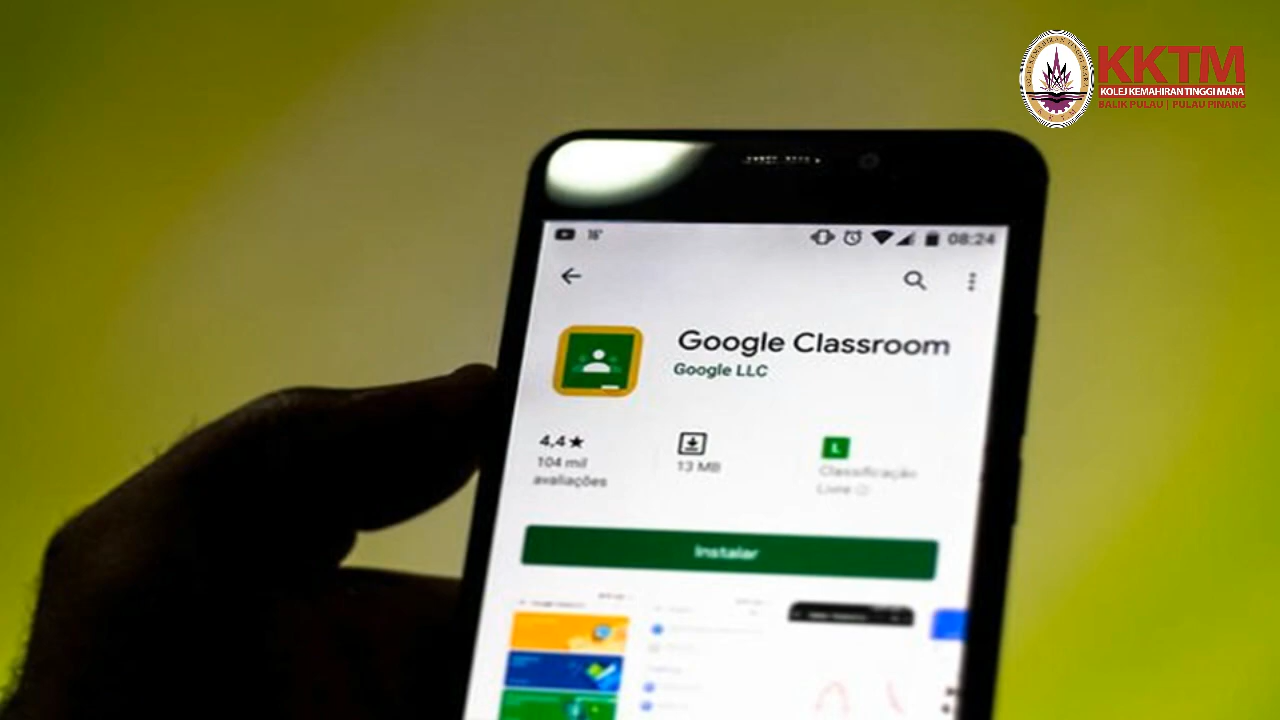 KKTM
KOLEJ KEMAHIRAN TINGGI MARA
BALIK PULAU | PULAU PINANG
16°
08:24
Google Classroom
Google LLC
4,4★
104 mil
avaliações
13 MB
L
Classificação
Livre
Instalar